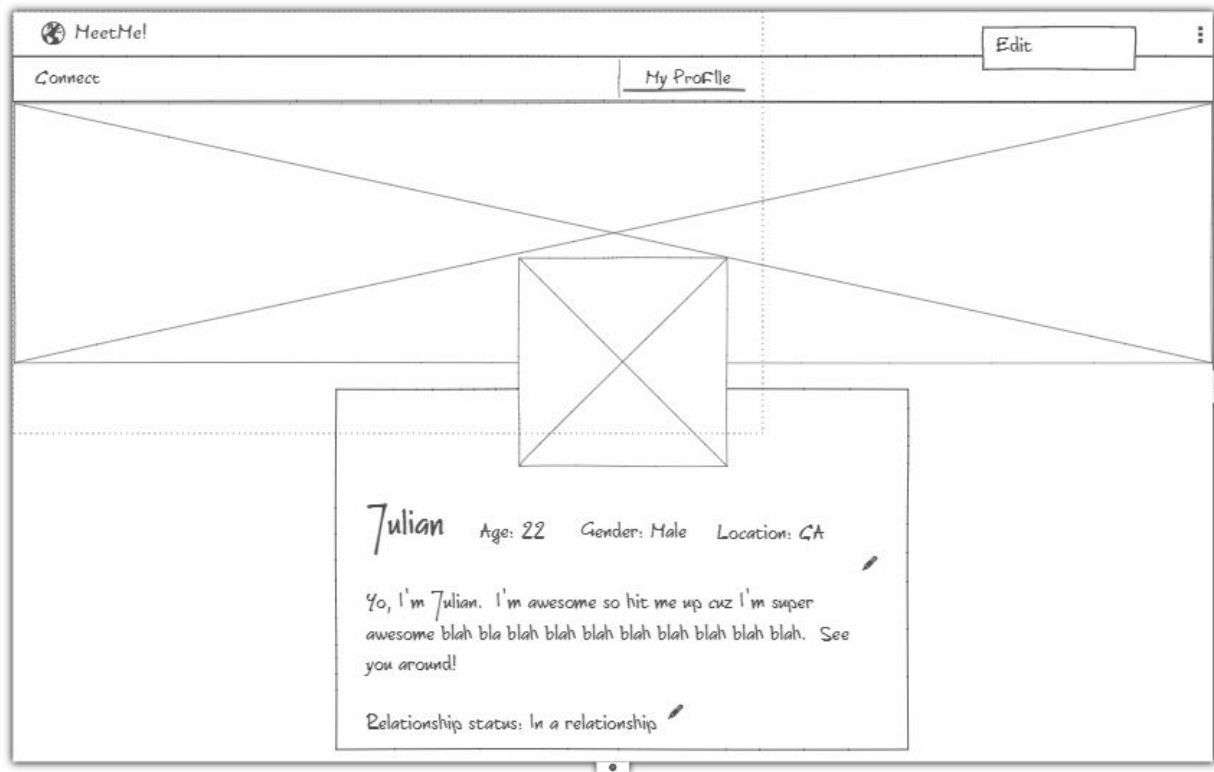 MeetMe!
Edit
Connect
My Profile
Julian Age: 22 Gender: Male Location: CA
Yo, I'm Julian. I'm awesome so hit me up cuz I'm super
awesome blah bla blah blah blah blah blah blah blah blah. See
you around!
Relationship status: In a relationship